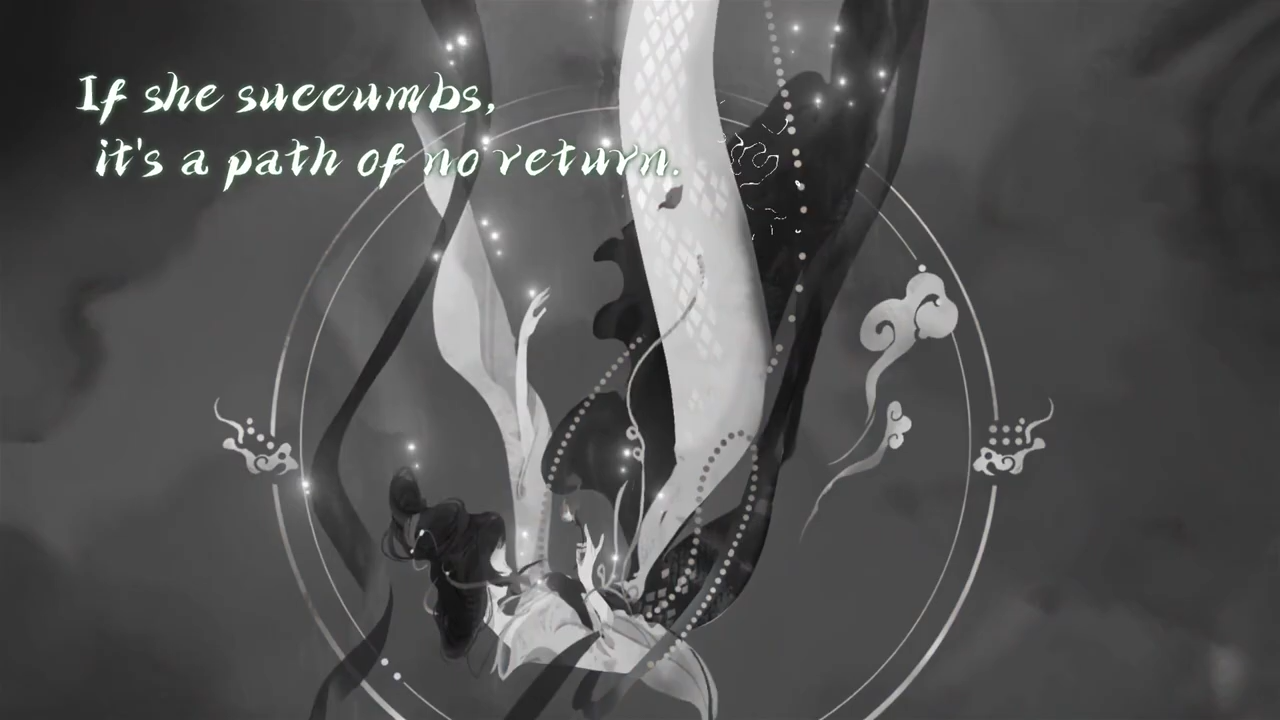 If she succumbs,
it's a path of no return.